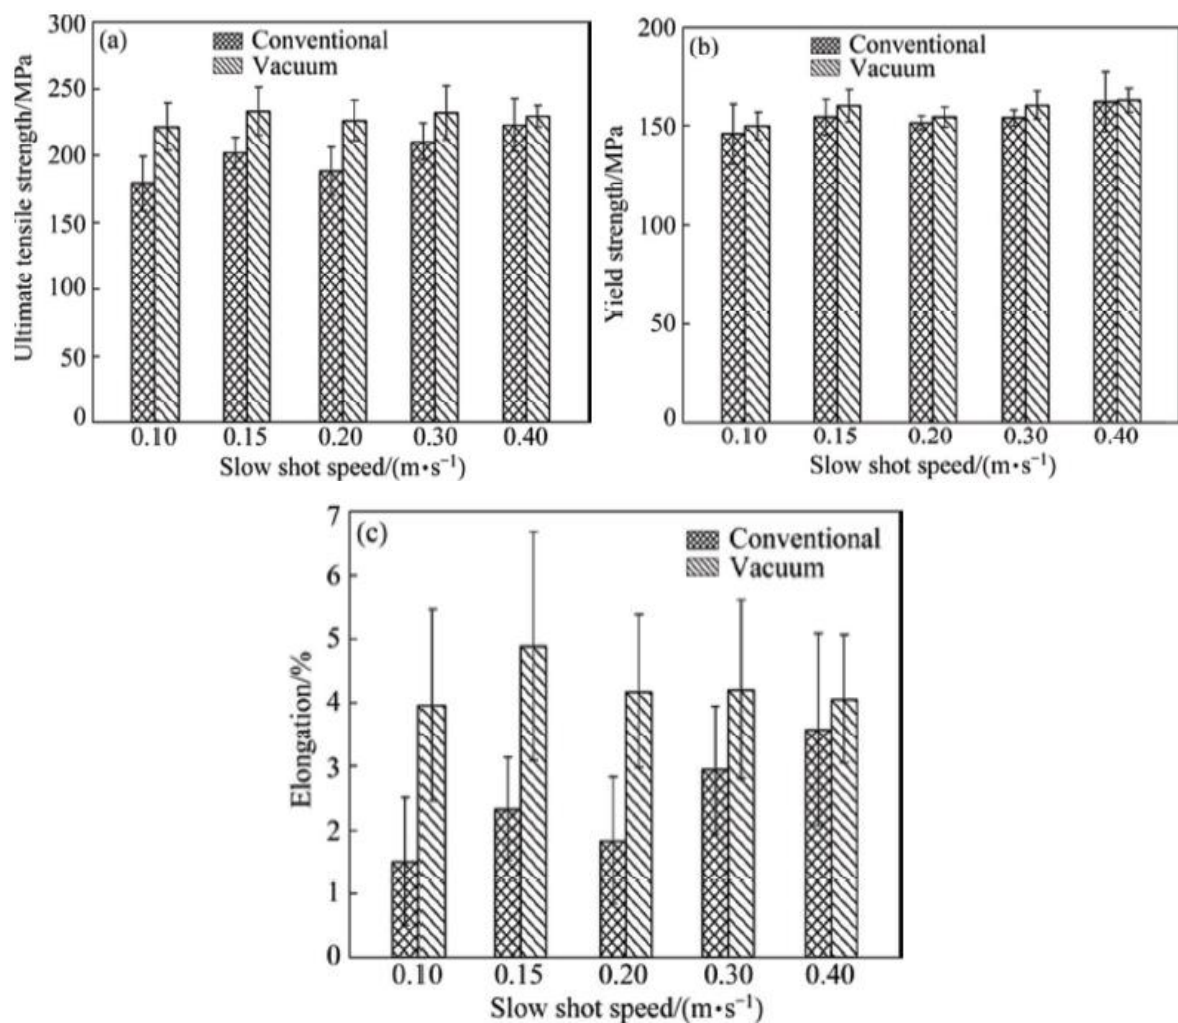 (a)
Conventional
Vacuum
Ultimate tensile strength/MPa
300
250
200
150
100
50
0
0.10 0.15 0.20 0.30 0.40
Slow shot speed/(m•s⁻¹)
(b)
Conventional
Vacuum
Yield strength/MPa
200
150
100
50
0
0.10 0.15 0.20 0.30 0.40
Slow shot speed/(m•s⁻¹)
(c)
Conventional
Vacuum
Elongation/%
7
6
5
4
3
2
1
0
0.10 0.15 0.20 0.30 0.40
Slow shot speed/(m•s⁻¹)